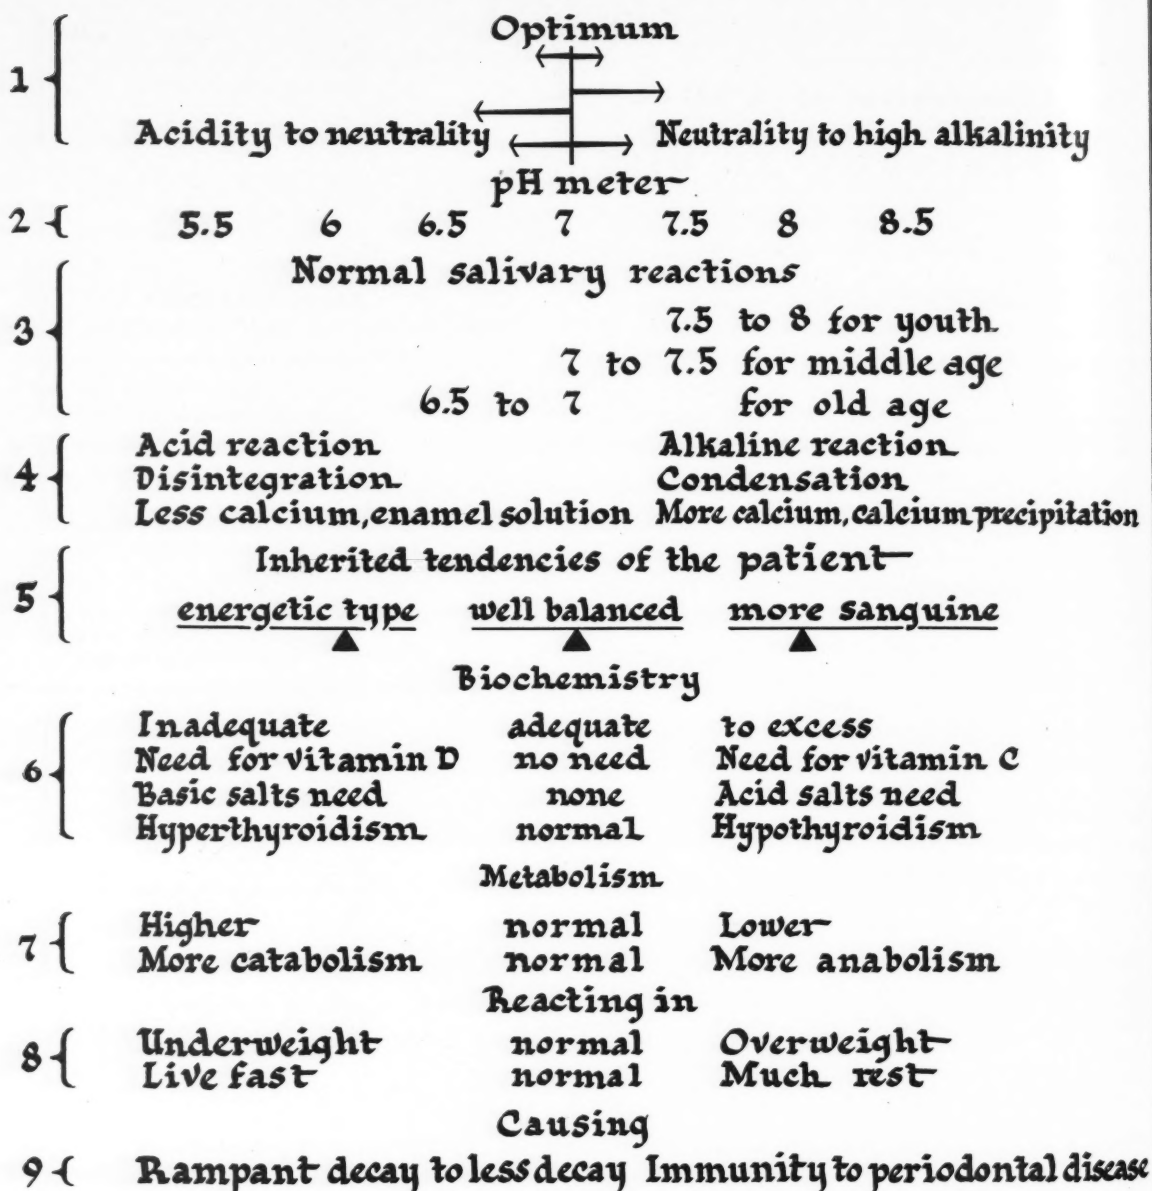 Optimum
1 {
Acidity to neutrality Neutrality to high alkalinity
pH meter
2 { 5.5 6 6.5 7 7.5 8 8.5
Normal salivary reactions
7.5 to 8 for youth
3 {
7 to 7.5 for middle age
6.5 to 7 for old age
Acid reaction Alkaline reaction
4 { Disintegration Condensation
Less calcium, enamel solution More calcium, calcium precipitation
Inherited tendencies of the patient
5 {
energetic type well balanced more sanguine
Biochemistry
Inadequate adequate to excess
Need for vitamin D no need Need for vitamin C
6 {
Basic salts need none Acid salts need
Hyperthyroidism normal Hypothyroidism
Metabolism
Higher normal Lower
7 {
More catabolism normal More anabolism
Reacting in
Underweight normal Overweight
8 {
Live fast normal Much rest
Causing
9 { Rampant decay to less decay Immunity to periodontal disease